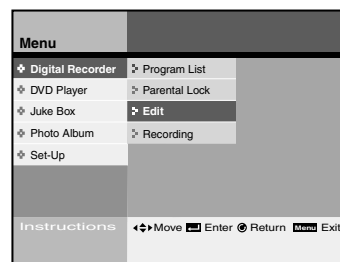 Menu
Digital Recorder
DVD Player
Juke Box
Photo Album
Set-Up
Program List
Parental Lock
Edit
Recording
Instructions
Move Enter Return Menu Exit